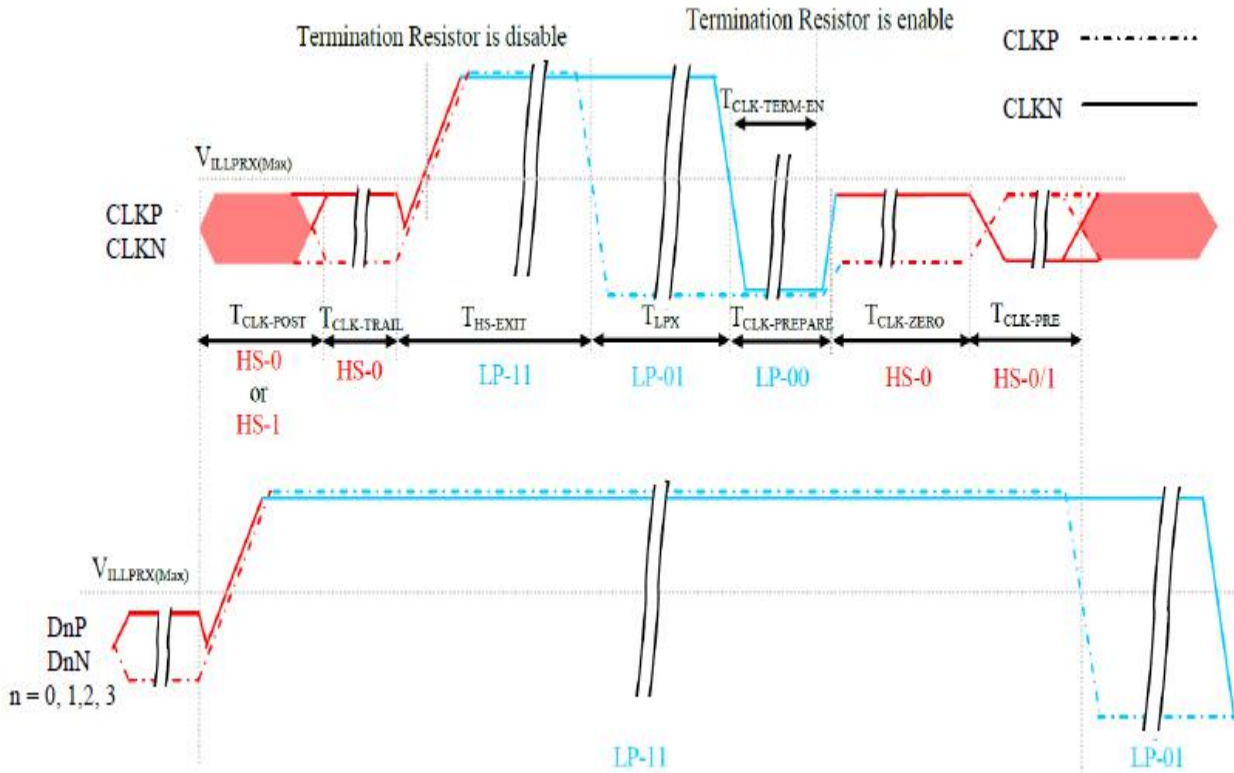 Termination Resistor is disable
Termination Resistor is enable
CLKP
CLKN
TCLK-TERM-EN
VILLPRX(Max)
CLKP
CLKN
TCLK-POST
TCLK-TRAIL
THS-EXIT
TLPX
TCLK-PREPARE
TCLK-ZERO
TCLK-PRE
HS-0
or
HS-1
HS-0
LP-11
LP-01
LP-00
HS-0
HS-0/1
VILLPRX(Max)
DnP
DnN
n = 0, 1,2, 3
LP-11
LP-01